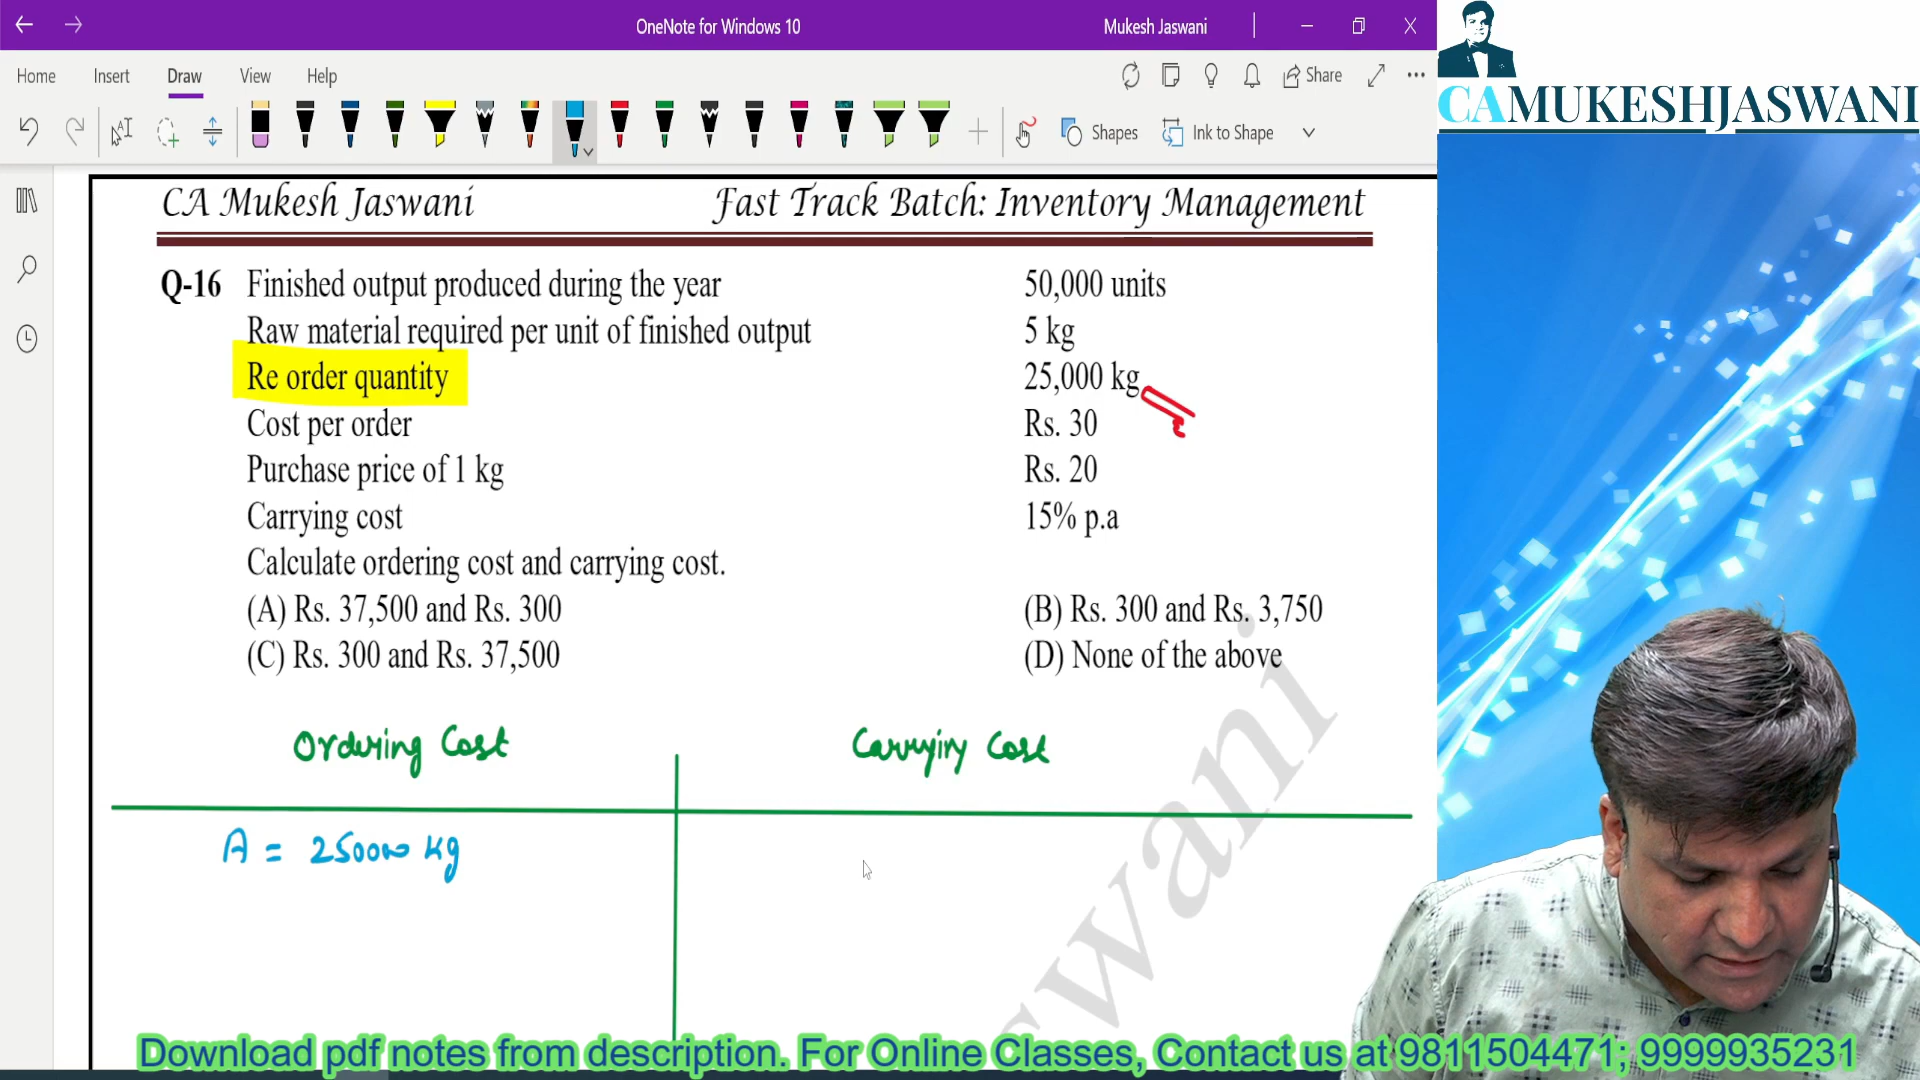 OneNote for Windows 10
Mukesh Jaswani
Home Insert Draw View Help
Share
Shapes
Ink to Shape
CAMUKESHJASWANI
CA Mukesh Jaswani Fast Track Batch: Inventory Management
Q-16 Finished output produced during the year 50,000 units
Raw material required per unit of finished output 5 kg
Re order quantity 25,000 kg
Cost per order Rs. 30
Purchase price of 1 kg Rs. 20
Carrying cost 15% p.a
Calculate ordering cost and carrying cost.
(A) Rs. 37,500 and Rs. 300 (B) Rs. 300 and Rs. 3,750
(C) Rs. 300 and Rs. 37,500 (D) None of the above
Ordering Cost Carrying Cost
A = 250000 kg
swani
Download pdf notes from description. For Online Classes, Contact us at 9811504471; 9999935231